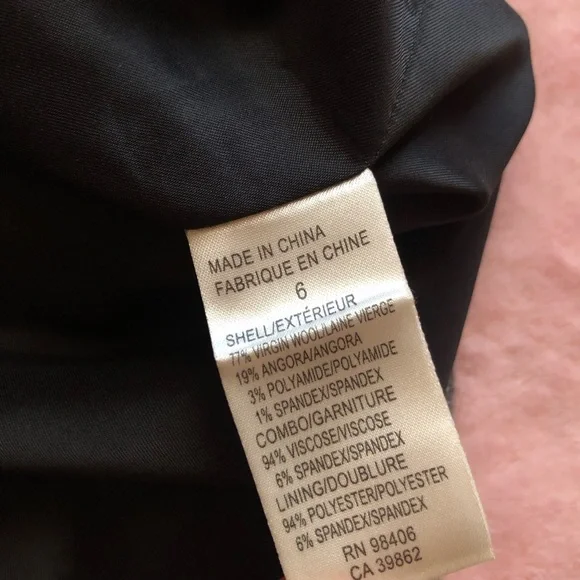 MADE IN CHINA
FABRIQUE EN CHINE
6
SHELL/EXTÉRIEUR
77% VIRGIN WOOL/LAINE VIERGE
19% ANGORA/ANGORA
3% POLYAMIDE/POLYAMIDE
1% SPANDEX/SPANDEX
COMBO/GARNITURE
94% VISCOSE/VISCOSE
6% SPANDEX/SPANDEX
LINING/DOUBLURE
94% POLYESTER/POLYESTER
6% SPANDEX/SPANDEX
RN 98406
CA 39862